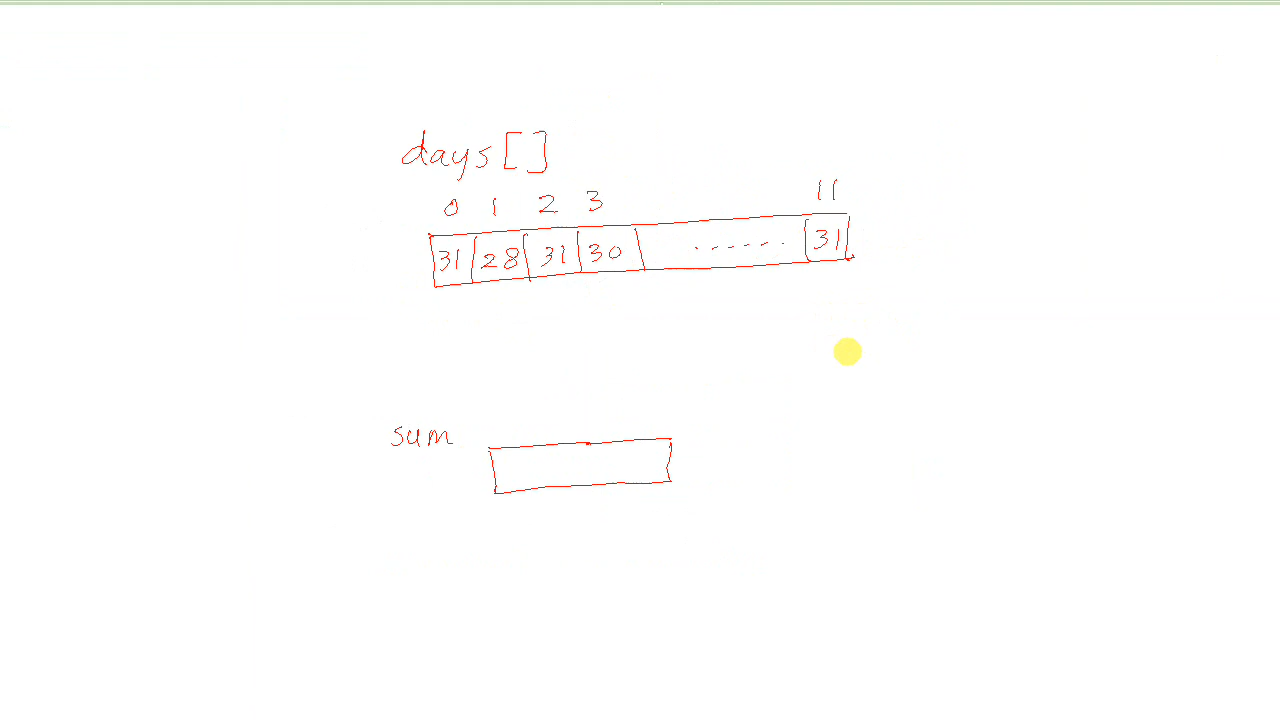 days []
0 1 2 3 11
31 28 31 30 ...... 31
sum